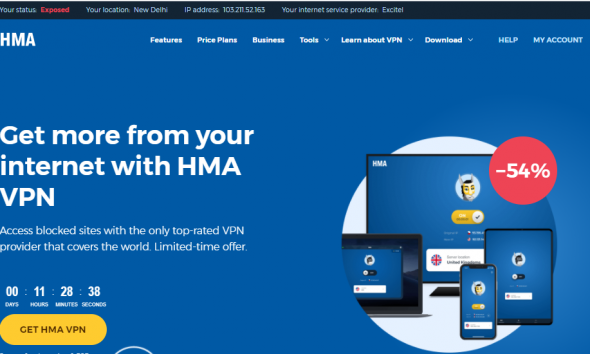 Your status: Exposed Your location: New Delhi IP address: 103.211.52.163 Your internet service provider: Excitel
HMA Features Price Plans Business Tools Learn about VPN Download HELP MY ACCOUNT
Get more from your
internet with HMA
VPN
Access blocked sites with the only top-rated VPN
provider that covers the world. Limited-time offer.
00 : 11 : 28 : 38
DAYS HOURS MINUTES SECONDS
GET HMA VPN
HMA
−54%
United Kingdom